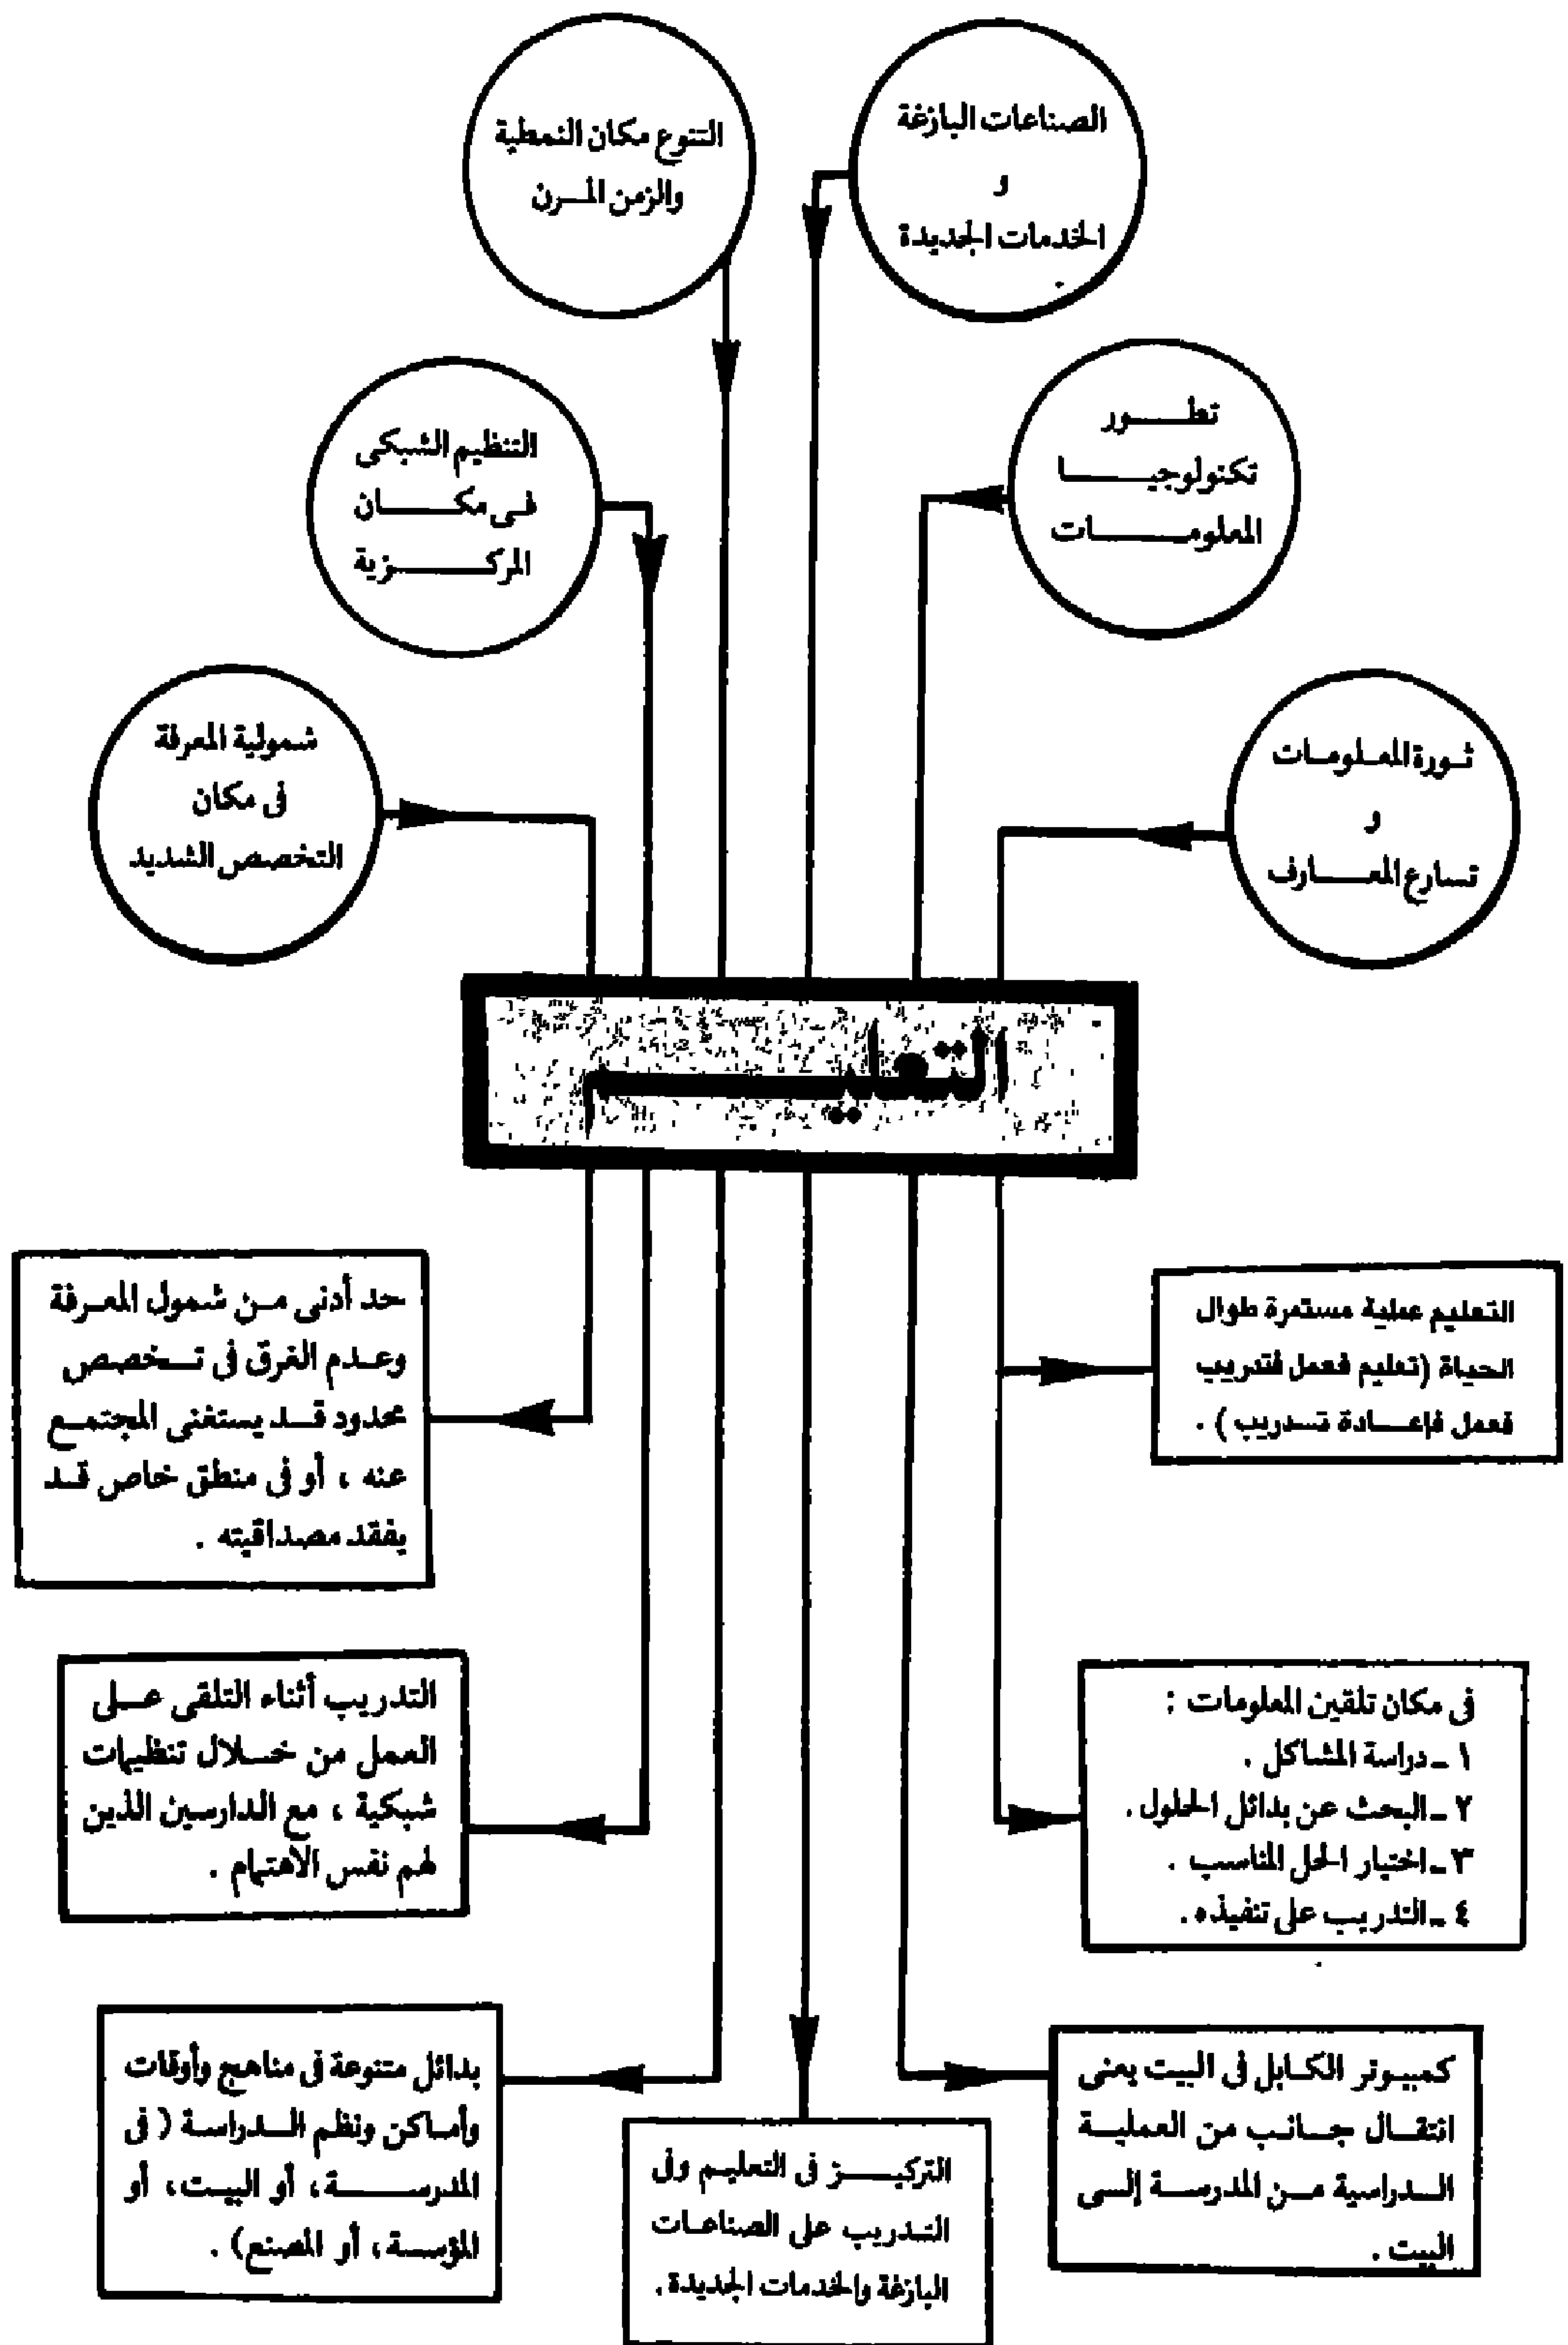 الصناعات البازغة
و
الخدمات الجديدة
التنوع مكان النمطية
والزمن المرن
تطور
تكنولوجيا
المعلومات
التنظيم الشبكى
فى مكان
المركزية
ثورة المعلومات
و
تسارع المعارف
شمولية المعرفة
فى مكان
التخصص الشديد
التعليم
التعليم عملية مستمرة طوال
الحياة (تعليم فعمل فتدريب
فعمل فإعادة تدريب) .
حد أدنى من شمول المعرفة
وعدم الغرق فى تخصص
محدود قد يستغنى المجتمع
عنه ، أو فى منطق خاص قد
يفقد مصداقيته .
فى مكان تلقين المعلومات :
١ ـ دراسة المشاكل .
٢ ـ البحث عن بدائل الحلول .
٣ ـ اختيار الحل المناسب .
٤ ـ التدريب على تنفيذه .
التدريب أثناء التلقى على
العمل من خلال تنظيمات
شبكية ، مع الدارسين الذين
لهم نفس الاهتمام .
كمبيوتر الكابل فى البيت يعنى
انتقال جانب من العملية
الدراسية من المدرسة إلى
البيت .
التركيز فى التعليم وفى
التدريب على الصناعات
البازغة والخدمات الجديدة .
بدائل متنوعة فى مناهج وأوقات
وأماكن ونظم الدراسة ( فى
المدرسة ، أو البيت ، أو
المؤسسة ، أو المصنع) .